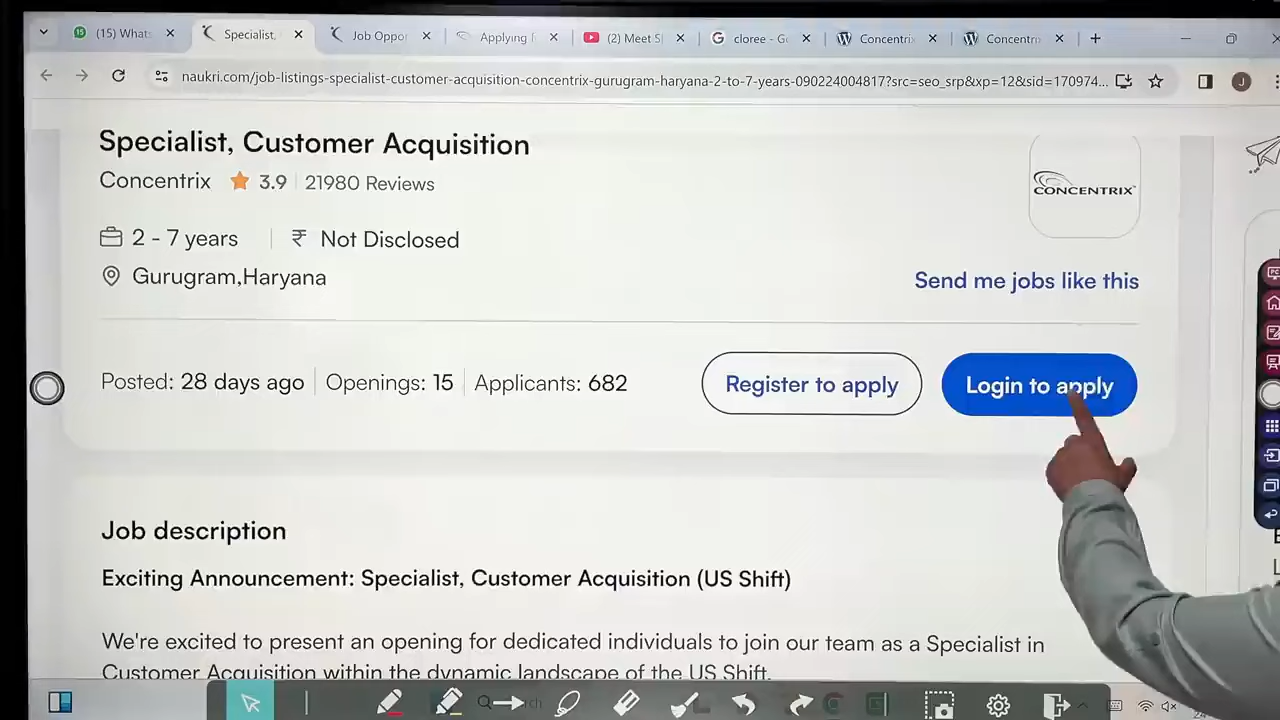 (15) Whats
Specialist,
Job Oppor
Applying f
(2) Meet S
cloree - Go
Concentrix
Concentrix
naukri.com/job-listings-specialist-customer-acquisition-concentrix-gurugram-haryana-2-to-7-years-090224004817?src=seo_srp&xp=12&sid=170974...
J
Specialist, Customer Acquisition
Concentrix 3.9 21980 Reviews
CONCENTRIX
2 - 7 years ₹ Not Disclosed
Gurugram,Haryana
Send me jobs like this
Posted: 28 days ago Openings: 15 Applicants: 682
Register to apply
Login to apply
Job description
Exciting Announcement: Specialist, Customer Acquisition (US Shift)
We're excited to present an opening for dedicated individuals to join our team as a Specialist in
Customer Acquisition within the dynamic landscape of the US Shift.